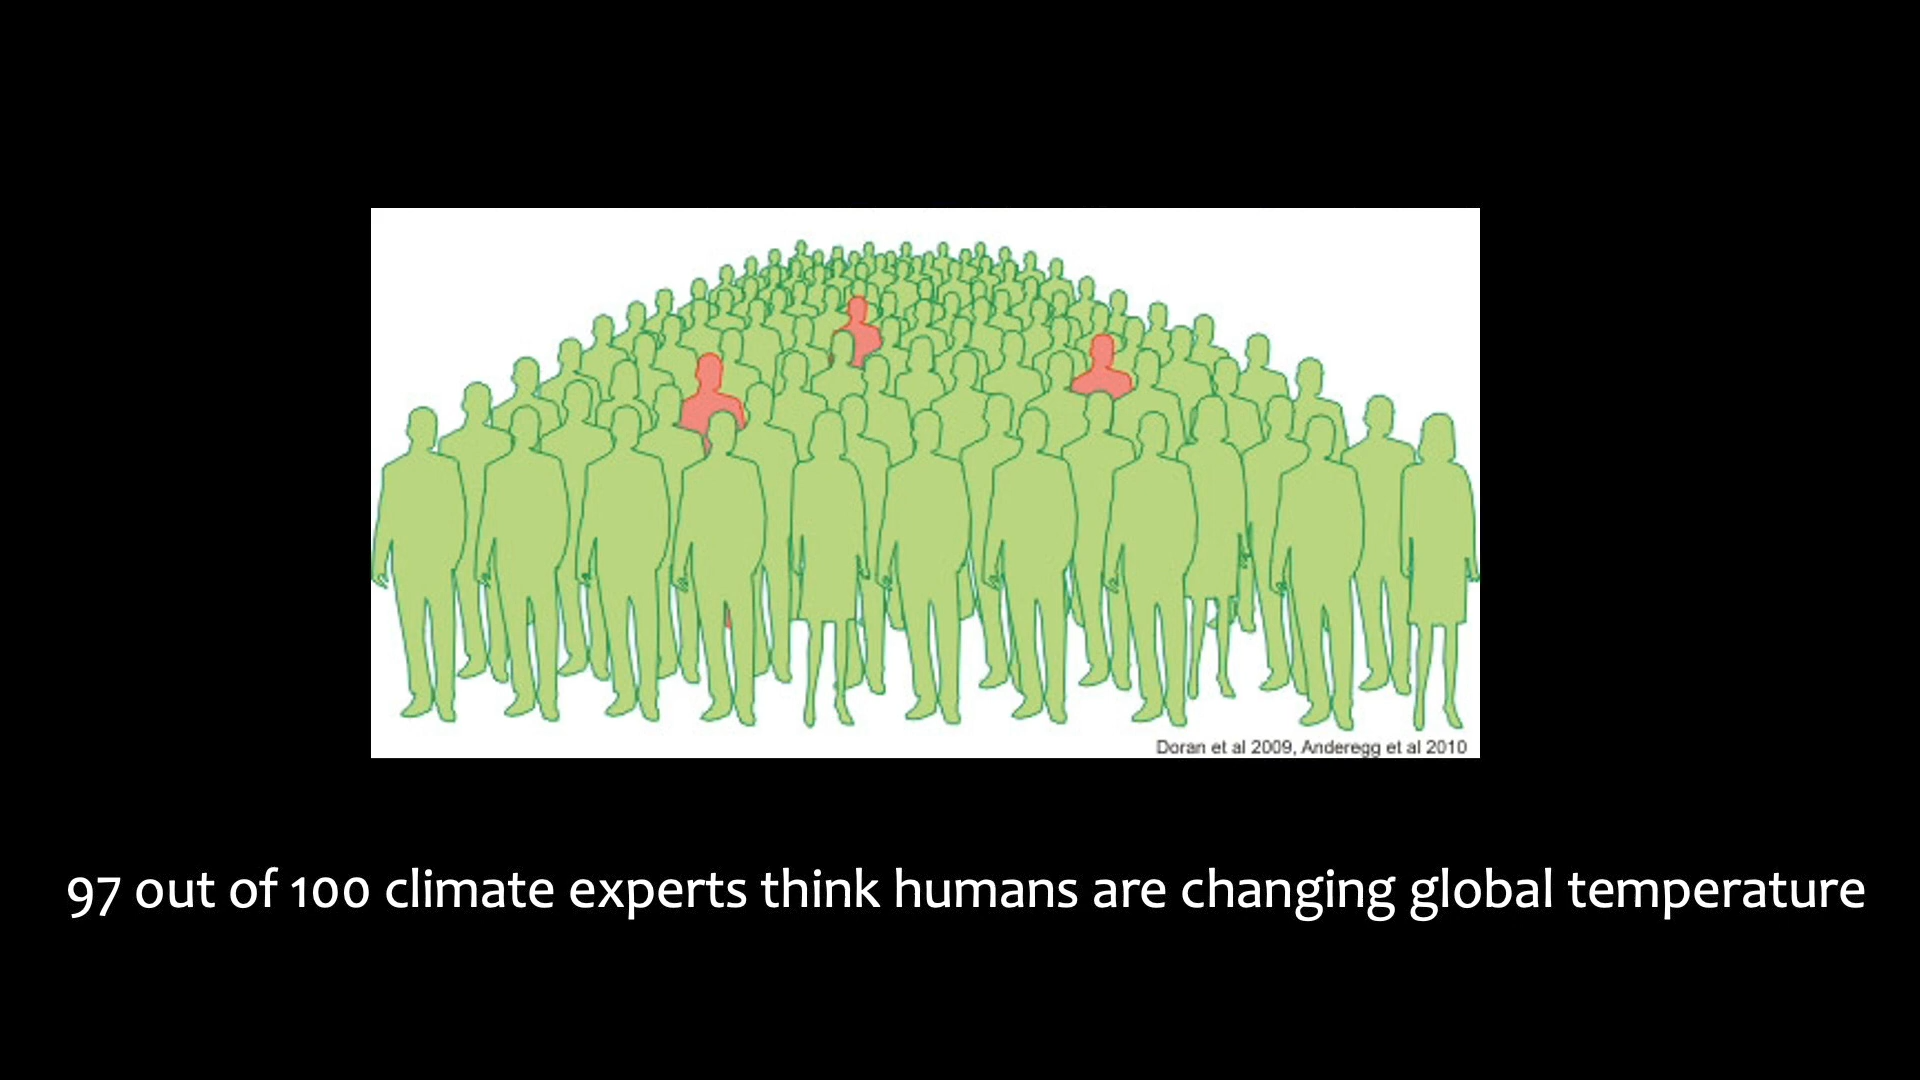 Doran et al 2009, Anderegg et al 2010
97 out of 100 climate experts think humans are changing global temperature